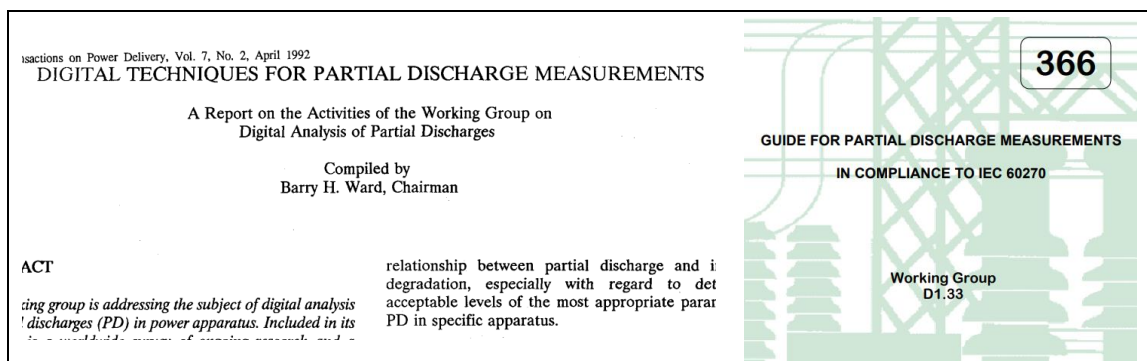 nsactions on Power Delivery, Vol. 7, No. 2, April 1992
DIGITAL TECHNIQUES FOR PARTIAL DISCHARGE MEASUREMENTS
A Report on the Activities of the Working Group on
Digital Analysis of Partial Discharges
Compiled by
Barry H. Ward, Chairman
ACT
king group is addressing the subject of digital analysis
discharges (PD) in power apparatus. Included in its
relationship between partial discharge and
degradation, especially with regard to det
acceptable levels of the most appropriate parar
PD in specific apparatus.
366
GUIDE FOR PARTIAL DISCHARGE MEASUREMENTS
IN COMPLIANCE TO IEC 60270
Working Group
D1.33